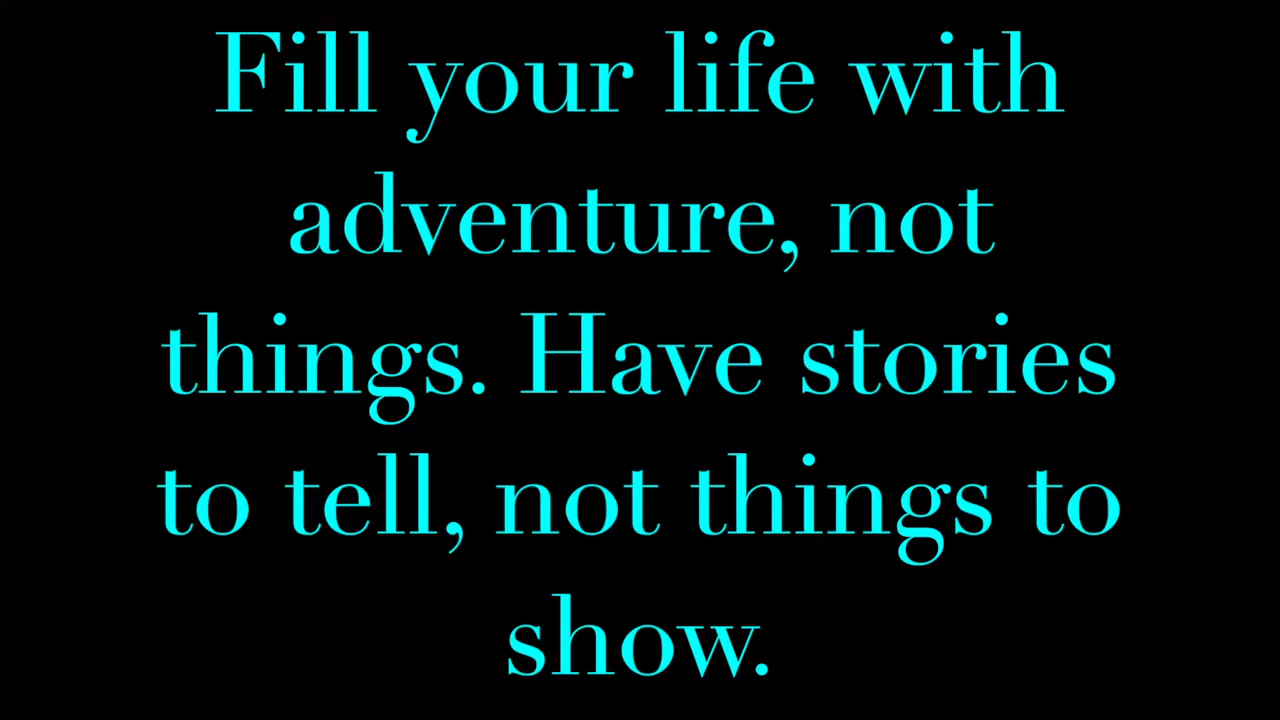 Fill your life with
adventure, not
things. Have stories
to tell, not things to
show.